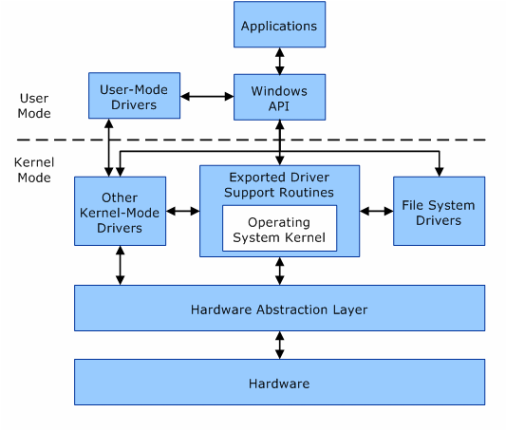 Applications
User-Mode
Drivers
Windows
API
User
Mode
Kernel
Mode
Other
Kernel-Mode
Drivers
Exported Driver
Support Routines
Operating
System Kernel
File System
Drivers
Hardware Abstraction Layer
Hardware